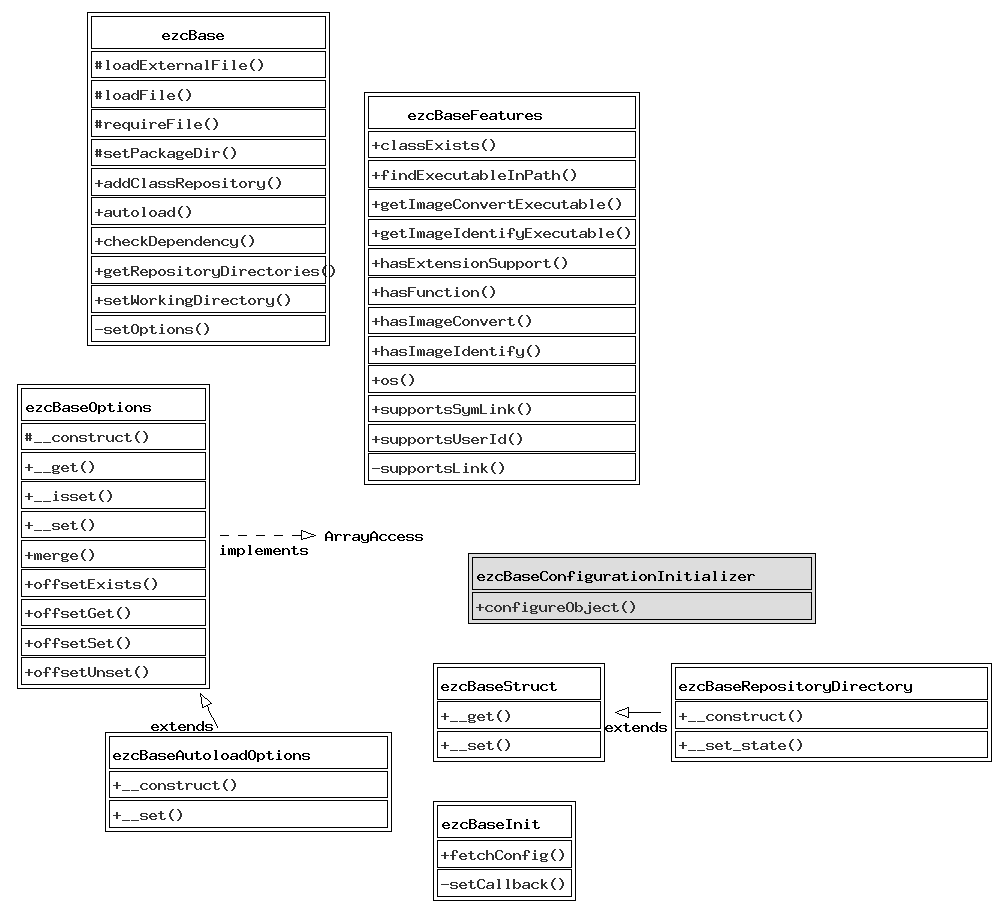 ezcBase
#loadExternalFile()
#loadFile()
#requireFile()
#setPackageDir()
+addClassRepository()
+autoload()
+checkDependency()
+getRepositoryDirectories()
+setWorkingDirectory()
-setOptions()
ezcBaseFeatures
+classExists()
+findExecutableInPath()
+getImageConvertExecutable()
+getImageIdentifyExecutable()
+hasExtensionSupport()
+hasFunction()
+hasImageConvert()
+hasImageIdentify()
+os()
+supportsSymLink()
+supportsUserId()
-supportsLink()
ezcBaseOptions
#__construct()
+__get()
+__isset()
+__set()
+merge()
+offsetExists()
+offsetGet()
+offsetSet()
+offsetUnset()
implements
ArrayAccess
ezcBaseConfigurationInitializer
+configureObject()
extends
ezcBaseAutoloadOptions
+__construct()
+__set()
ezcBaseStruct
+__get()
+__set()
extends
ezcBaseRepositoryDirectory
+__construct()
+__set_state()
ezcBaseInit
+fetchConfig()
-setCallback()